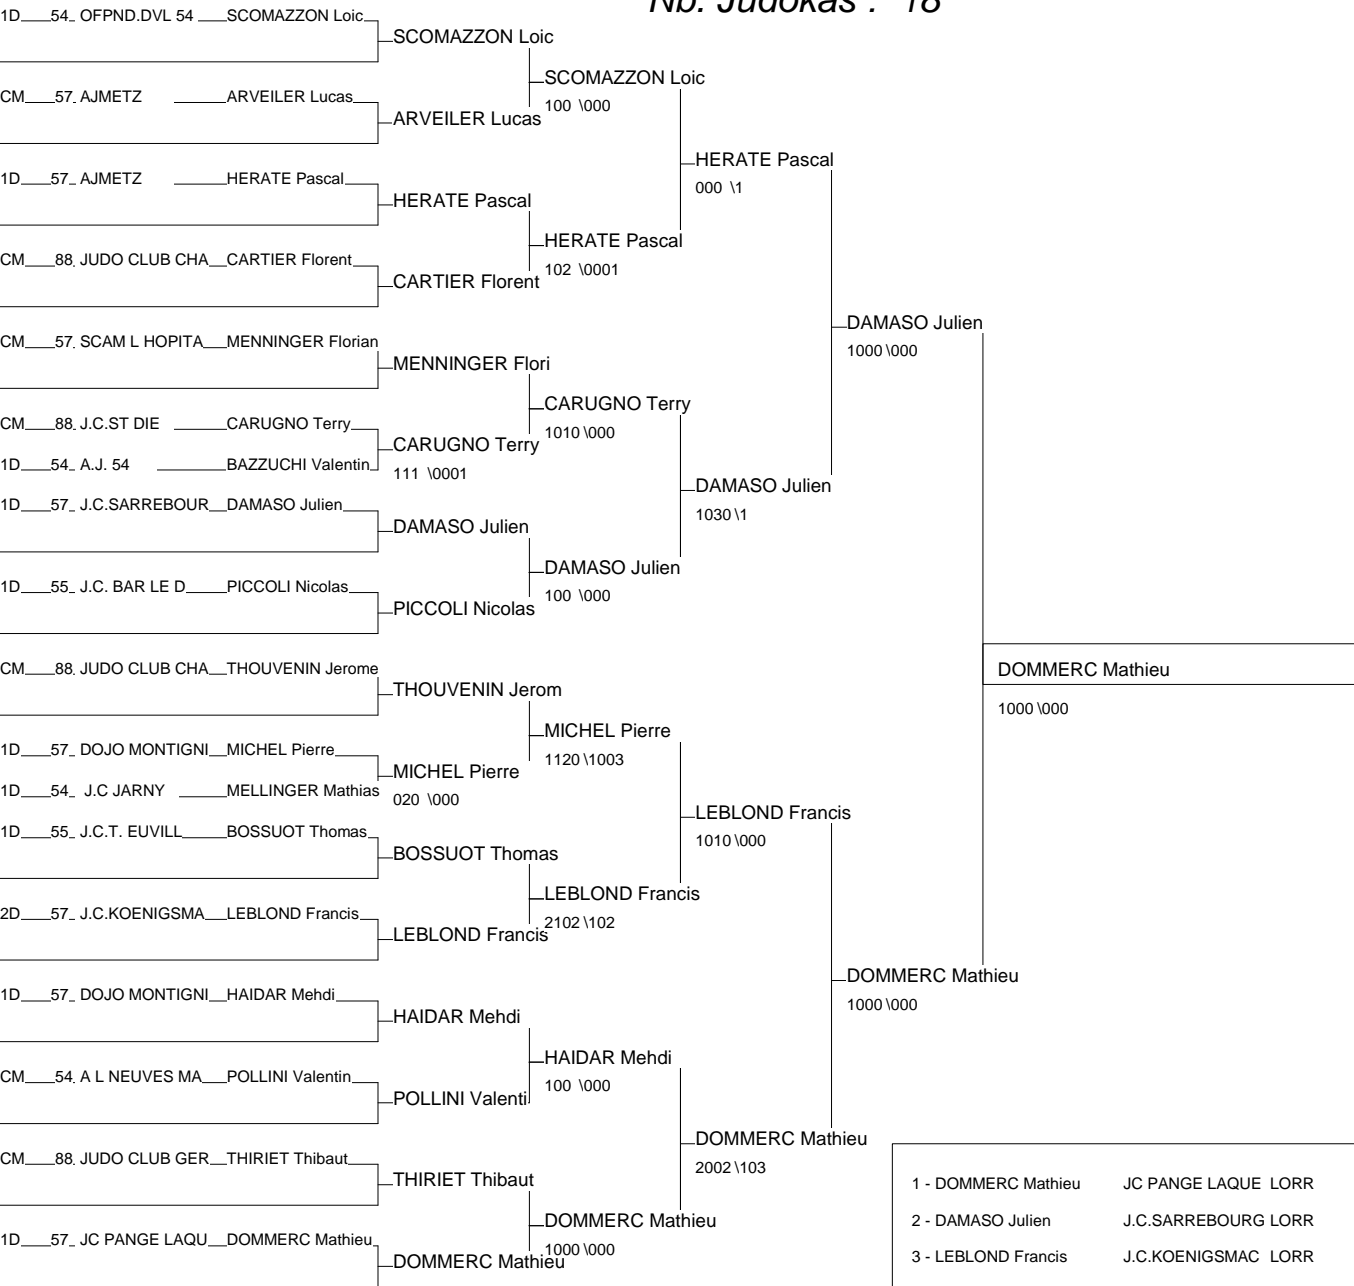 Nb. Judokas : 18
1D 54 OFPND.DVL 54 SCOMAZZON Loic
SCOMAZZON Loic
SCOMAZZON Loic
100 \000
CM 57 AJMETZ ARVEILER Lucas
ARVEILER Lucas
HERATE Pascal
000 \1
1D 57 AJMETZ HERATE Pascal
HERATE Pascal
HERATE Pascal
102 \0001
CM 88 JUDO CLUB CHA CARTIER Florent
CARTIER Florent
DAMASO Julien
1000 \000
CM 57 SCAM L HOPITA MENNINGER Florian
MENNINGER Flori
CARUGNO Terry
1010 \000
CM 88 J.C.ST DIE CARUGNO Terry
CARUGNO Terry
111 \0001
1D 54 A.J. 54 BAZZUCHI Valentin
DAMASO Julien
1030 \1
1D 57 J.C.SARREBOUR DAMASO Julien
DAMASO Julien
DAMASO Julien
100 \000
1D 55 J.C. BAR LE D PICCOLI Nicolas
PICCOLI Nicolas
DOMMERC Mathieu
1000 \000
CM 88 JUDO CLUB CHA THOUVENIN Jerome
THOUVENIN Jerom
MICHEL Pierre
1120 \1003
1D 57 DOJO MONTIGNI MICHEL Pierre
MICHEL Pierre
020 \000
1D 54 J.C JARNY MELLINGER Mathias
LEBLOND Francis
1010 \000
1D 55 J.C.T. EUVILL BOSSUOT Thomas
BOSSUOT Thomas
LEBLOND Francis
2102 \102
2D 57 J.C.KOENIGSMA LEBLOND Francis
LEBLOND Francis
DOMMERC Mathieu
1000 \000
1D 57 DOJO MONTIGNI HAIDAR Mehdi
HAIDAR Mehdi
HAIDAR Mehdi
100 \000
CM 54 A L NEUVES MA POLLINI Valentin
POLLINI Valenti
DOMMERC Mathieu
2002 \103
CM 88 JUDO CLUB GER THIRIET Thibaut
THIRIET Thibaut
DOMMERC Mathieu
1000 \000
1D 57 JC PANGE LAQU DOMMERC Mathieu
DOMMERC Mathieu
1 - DOMMERC Mathieu JC PANGE LAQUE LORR
2 - DAMASO Julien J.C.SARREBOURG LORR
3 - LEBLOND Francis J.C.KOENIGSMAC LORR